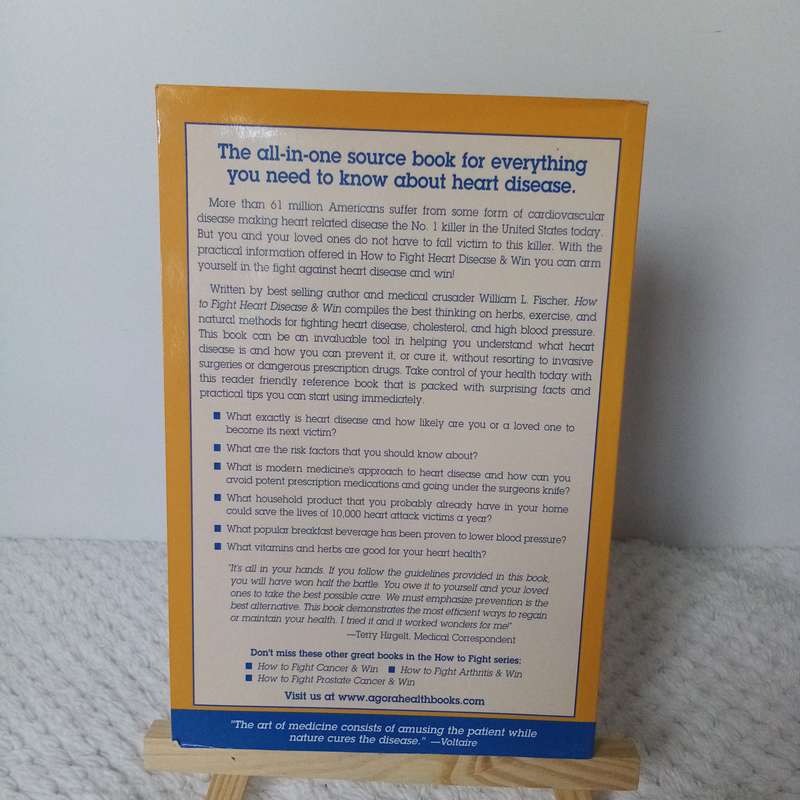 The all-in-one source book for everything
you need to know about heart disease.
More than 61 million Americans suffer from some form of cardiovascular
disease making heart related disease the No. 1 killer in the United States today.
But you and your loved ones do not have to fall victim to this killer. With the
practical information offered in How to Fight Heart Disease & Win you can arm
yourself in the fight against heart disease and win!
Written by best selling author and medical crusader William L. Fischer, How
to Fight Heart Disease & Win compiles the best thinking on herbs, exercise, and
natural methods for fighting heart disease, cholesterol, and high blood pressure.
This book can be an invaluable tool in helping you understand what heart
disease is and how you can prevent it, or cure it, without resorting to invasive
surgeries or dangerous prescription drugs. Take control of your health today with
this reader friendly reference book that is packed with surprising facts and
practical tips you can start using immediately.
■ What exactly is heart disease and how likely are you or a loved one to
become its next victim?
■ What are the risk factors that you should know about?
■ What is modern medicine's approach to heart disease and how can you
avoid potent prescription medications and going under the surgeons knife?
■ What household product that you probably already have in your home
could save the lives of 10,000 heart attack victims a year?
■ What popular breakfast beverage has been proven to lower blood pressure?
■ What vitamins and herbs are good for your heart health?
"It's all in your hands. If you follow the guidelines provided in this book,
you will have won half the battle. You owe it to yourself and your loved
ones to take the best possible care. We must emphasize prevention is the
best alternative. This book demonstrates the most efficient ways to regain
or maintain your health. I tried it and it worked wonders for me!"
—Terry Hirgelt, Medical Correspondent
Don't miss these other great books in the How to Fight series:
■ How to Fight Cancer & Win ■ How to Fight Arthritis & Win
■ How to Fight Prostate Cancer & Win
Visit us at www.agorahealthbooks.com
"The art of medicine consists of amusing the patient while
nature cures the disease." —Voltaire